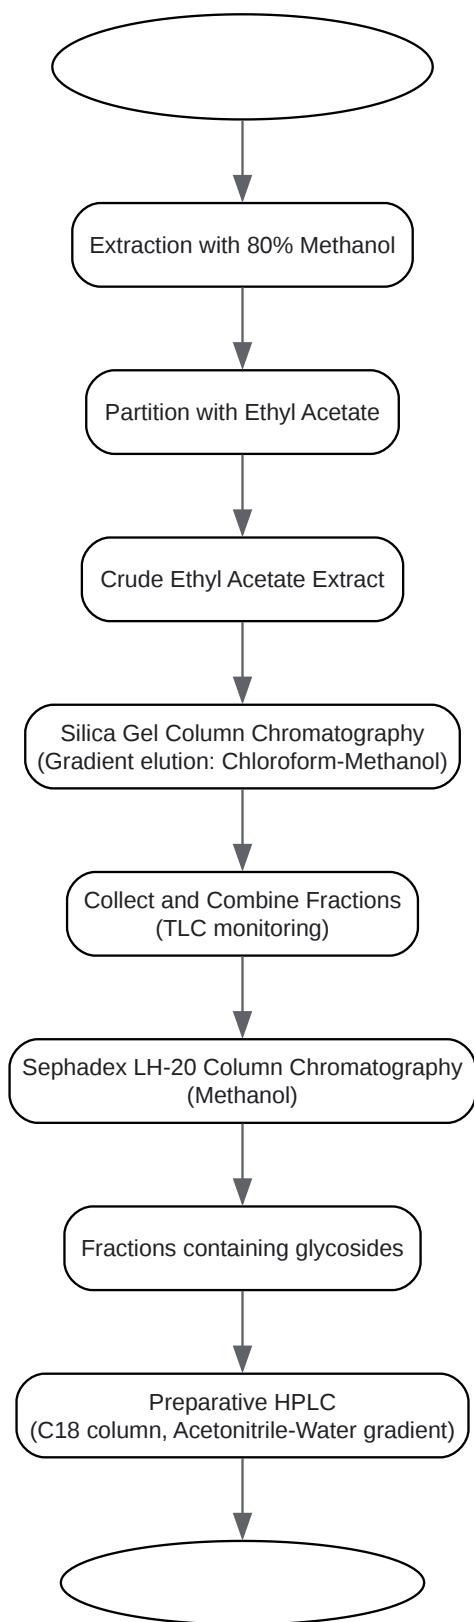 Extraction with 80% Methanol
Partition with Ethyl Acetate
Crude Ethyl Acetate Extract
Silica Gel Column Chromatography
(Gradient elution: Chloroform-Methanol)
Collect and Combine Fractions
(TLC monitoring)
Sephadex LH-20 Column Chromatography
(Methanol)
Fractions containing glycosides
Preparative HPLC
(C18 column, Acetonitrile-Water gradient)